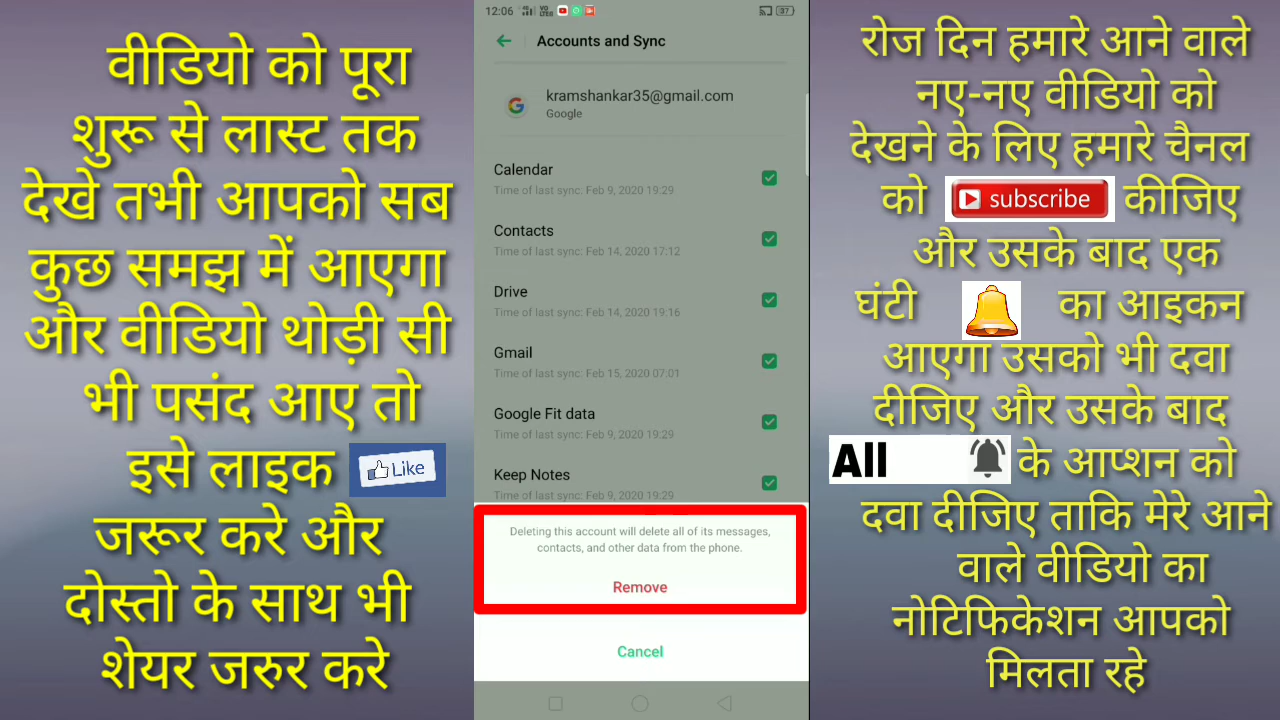 वीडियो को पूरा
शुरू से लास्ट तक
देखे तभी आपको सब
कुछ समझ में आएगा
और वीडियो थोड़ी सी
भी पसंद आए तो
इसे लाइक Like
जरूर करे और
दोस्तो के साथ भी
शेयर जरुर करे
12:06 4G VO LTE 37
Accounts and Sync
kramshankar35@gmail.com
Google
Calendar
Time of last sync: Feb 9, 2020 19:29
Contacts
Time of last sync: Feb 14, 2020 17:12
Drive
Time of last sync: Feb 14, 2020 19:16
Gmail
Time of last sync: Feb 15, 2020 07:01
Google Fit data
Time of last sync: Feb 9, 2020 19:29
Keep Notes
Time of last sync: Feb 9, 2020 19:29
Deleting this account will delete all of its messages,
contacts, and other data from the phone.
Remove
Cancel
रोज दिन हमारे आने वाले
नए-नए वीडियो को
देखने के लिए हमारे चैनल
को subscribe कीजिए
और उसके बाद एक
घंटी का आइकन
आएगा उसको भी दवा
दीजिए और उसके बाद
All के आप्शन को
दवा दीजिए ताकि मेरे आने
वाले वीडियो का
नोटिफिकेशन आपको
मिलता रहे